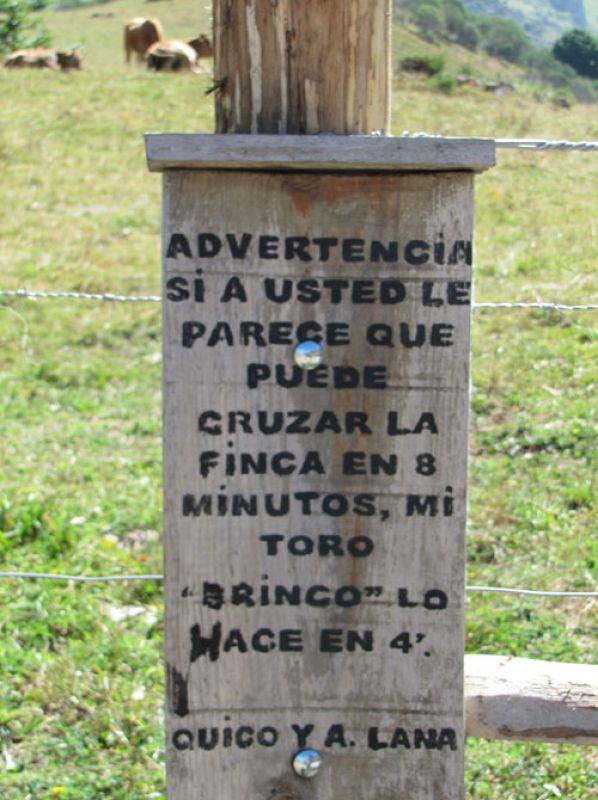 ADVERTENCiA
Si A USTED LE
PARECE QUE
PUEDE
CRUZAR LA
FiNCA EN 8
MiNUTOS, Mi
TORO
"BRiNCO" LO
HACE EN 4'.
QUiCO Y A. LANA